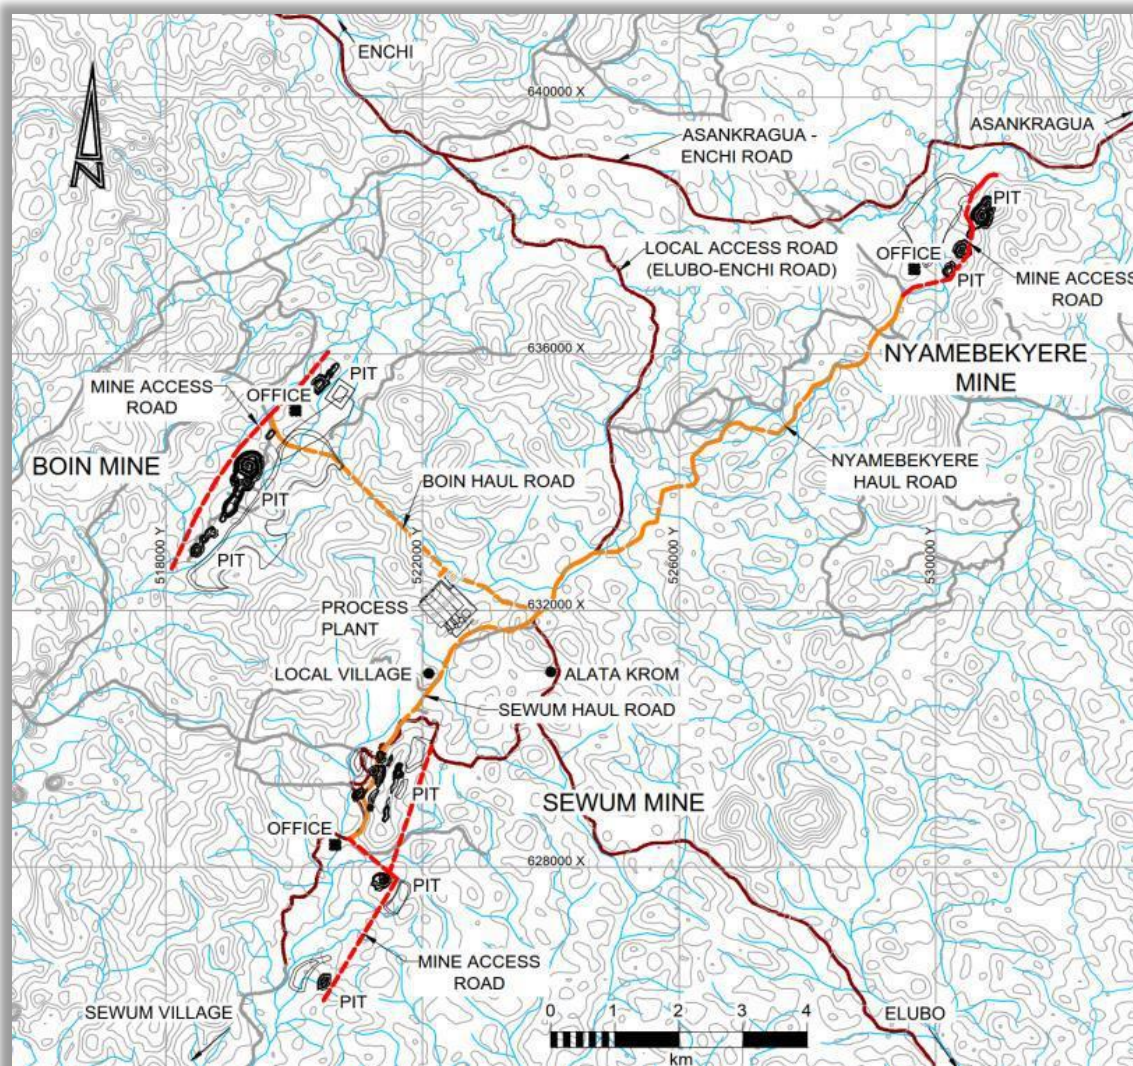 ENCHI
N
640000 X
ASANKRAGUA
ASANKRAGUA -
ENCHI ROAD
PIT
LOCAL ACCESS ROAD
(ELUBO-ENCHI ROAD)
OFFICE
PIT
MINE ACCESS
ROAD
636000 X
NYAMEBEKYERE
MINE
PIT
MINE ACCESS
ROAD
OFFICE
BOIN MINE
PIT
BOIN HAUL ROAD
NYAMEBEKYERE
HAUL ROAD
PIT
518000 Y
522000 Y
526000 Y
530000 Y
632000 X
PROCESS
PLANT
LOCAL VILLAGE
ALATA KROM
SEWUM HAUL ROAD
PIT
SEWUM MINE
OFFICE
628000 X
PIT
MINE ACCESS
ROAD
PIT
SEWUM VILLAGE
ELUBO
0 1 2 3 4
km